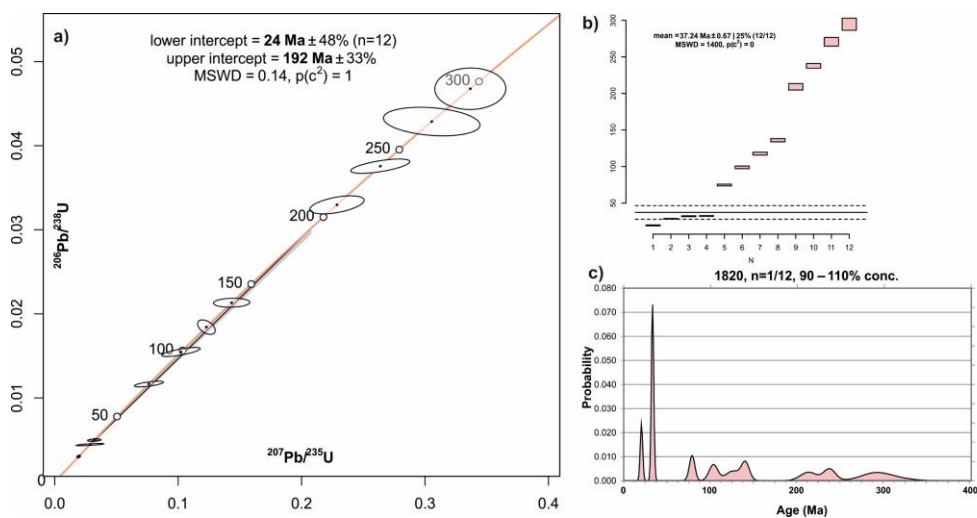 a)
lower intercept = 24 Ma ± 48% (n=12)
upper intercept = 192 Ma ± 33%
MSWD = 0.14, p(c²) = 1
0.05
0.04
0.03
0.02
0.01
0
²⁰⁶Pb/²³⁸U
300
250
200
150
100
50
²⁰⁷Pb/²³⁵U
0.0
0.1
0.2
0.3
0.4
b)
mean =37.24 Ma± 0.67 | 25% (12/12)
MSWD = 1400, p(c²) = 0
300
250
200
150
100
50
1 2 3 4 5 6 7 8 9 10 11 12
N
c)
1820, n=1/12, 90 – 110% conc.
0.080
0.070
0.060
0.050
0.040
0.030
0.020
0.010
0.000
Probability
0 100 200 300 400
Age (Ma)